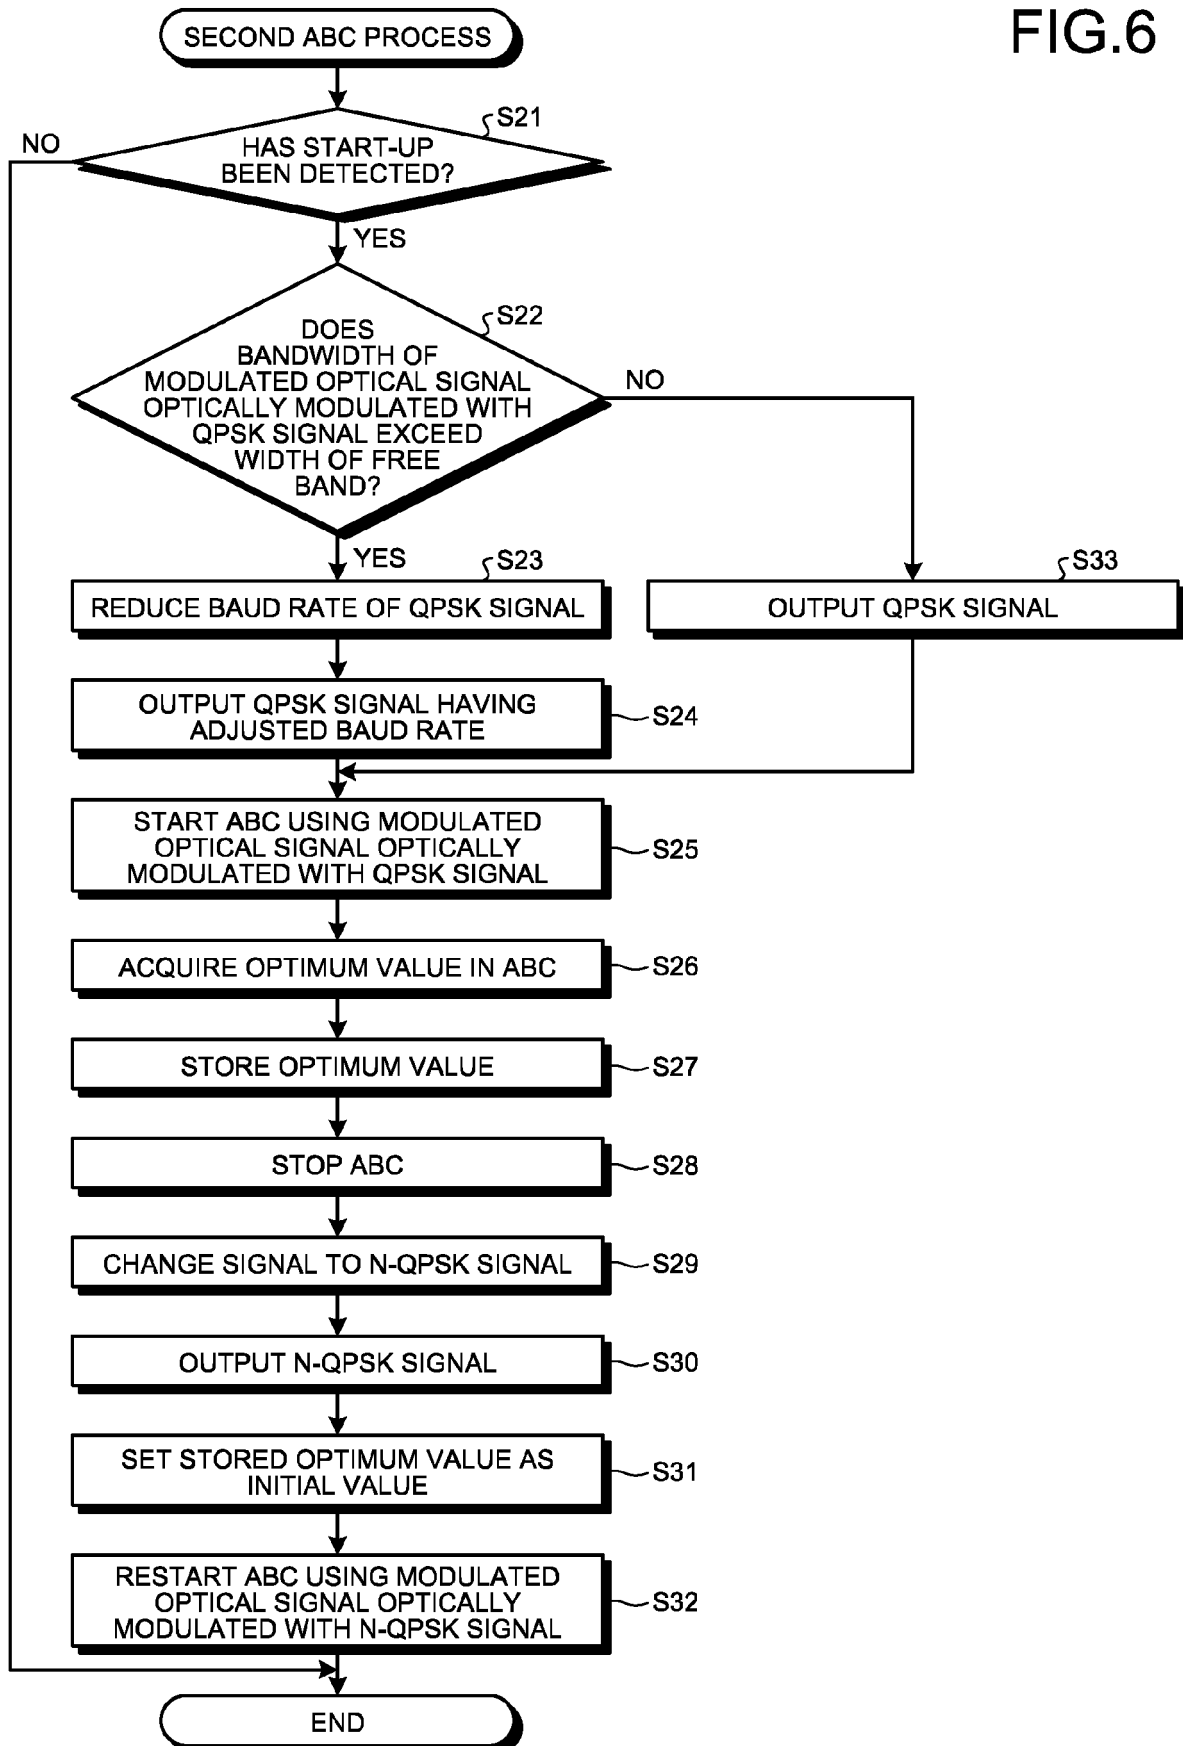 FIG.6
SECOND ABC PROCESS
S21
NO
HAS START-UP
BEEN DETECTED?
YES
S22
DOES
BANDWIDTH OF
MODULATED OPTICAL SIGNAL
OPTICALLY MODULATED WITH
QPSK SIGNAL EXCEED
WIDTH OF FREE
BAND?
NO
YES
S23
REDUCE BAUD RATE OF QPSK SIGNAL
S33
OUTPUT QPSK SIGNAL
OUTPUT QPSK SIGNAL HAVING
ADJUSTED BAUD RATE
S24
START ABC USING MODULATED
OPTICAL SIGNAL OPTICALLY
MODULATED WITH QPSK SIGNAL
S25
ACQUIRE OPTIMUM VALUE IN ABC
S26
STORE OPTIMUM VALUE
S27
STOP ABC
S28
CHANGE SIGNAL TO N-QPSK SIGNAL
S29
OUTPUT N-QPSK SIGNAL
S30
SET STORED OPTIMUM VALUE AS
INITIAL VALUE
S31
RESTART ABC USING MODULATED
OPTICAL SIGNAL OPTICALLY
MODULATED WITH N-QPSK SIGNAL
S32
END